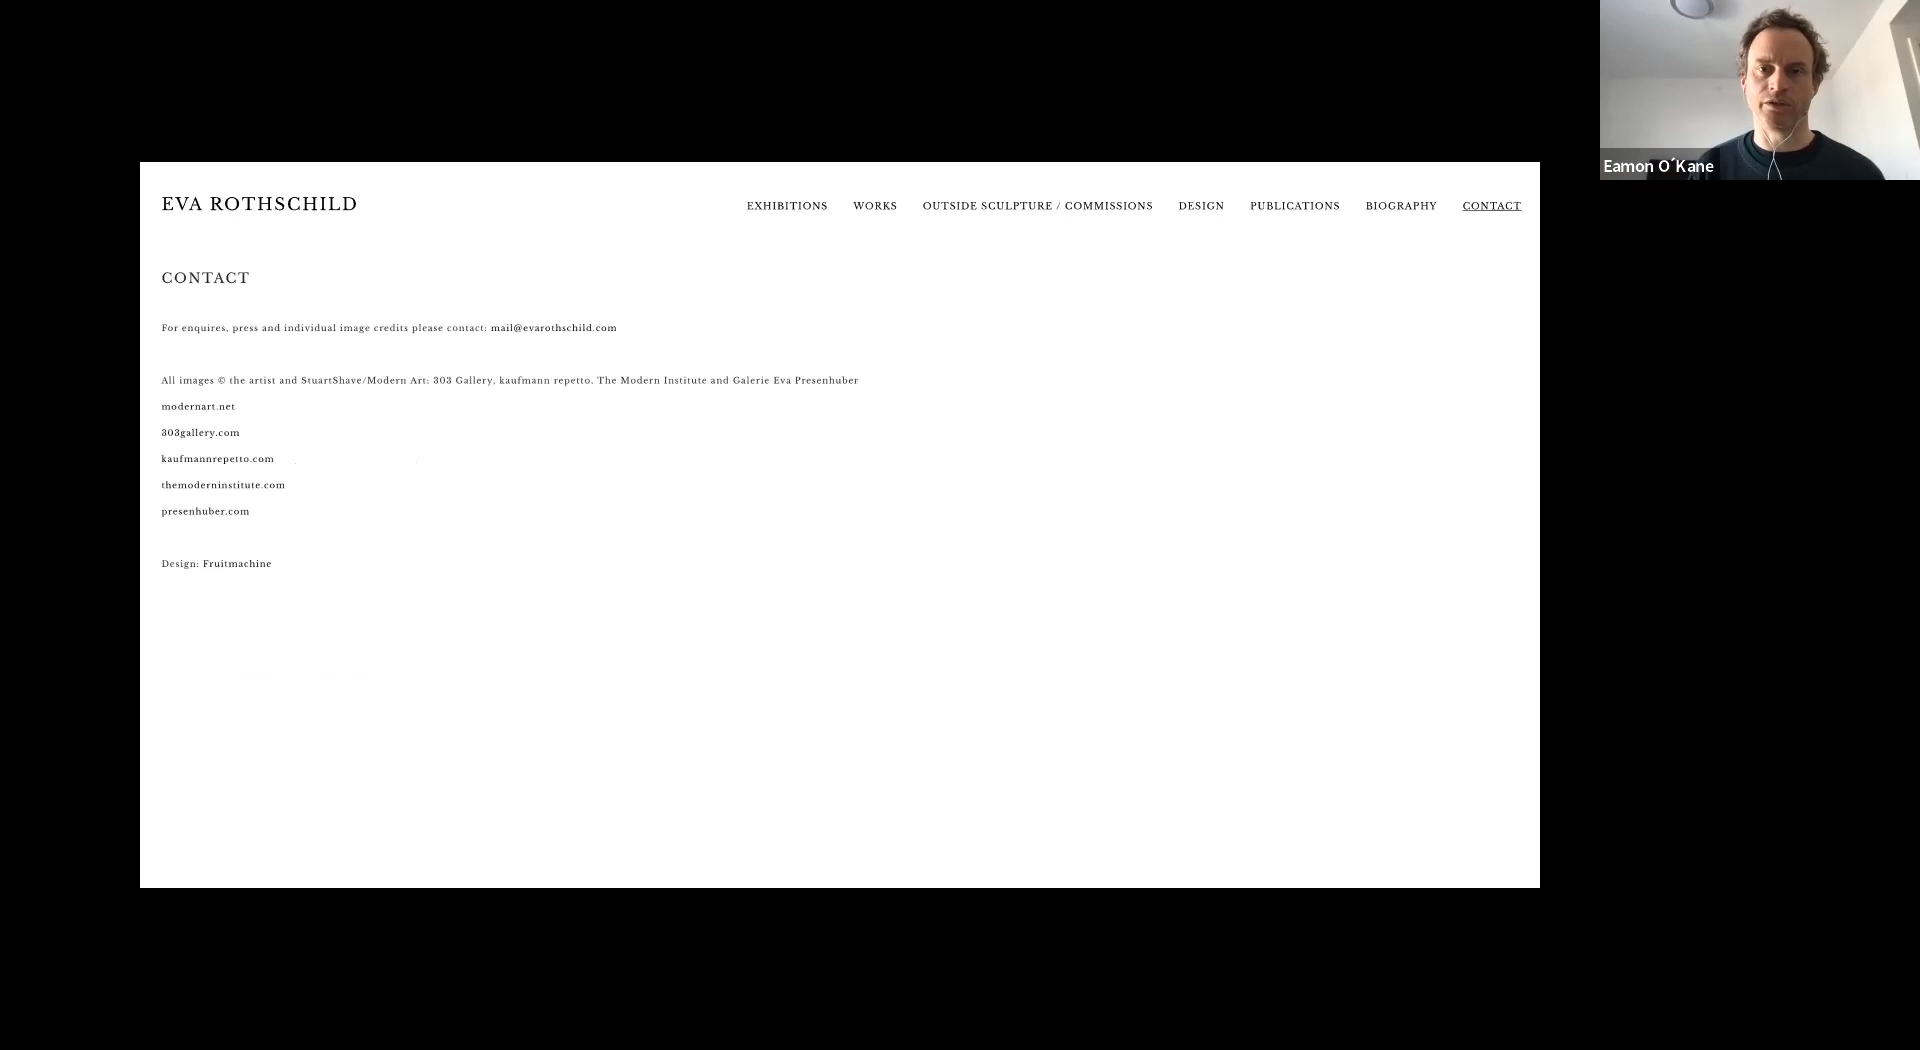 EVA ROTHSCHILD
EXHIBITIONS WORKS OUTSIDE SCULPTURE / COMMISSIONS DESIGN PUBLICATIONS BIOGRAPHY CONTACT
CONTACT
For enquires, press and individual image credits please contact: mail@evarothschild.com
All images © the artist and StuartShave/Modern Art: 303 Gallery, kaufmann repetto. The Modern Institute and Galerie Eva Presenhuber
modernart.net
303gallery.com
kaufmannrepetto.com
themoderninstitute.com
presenhuber.com
Design: Fruitmachine
Eamon O´Kane